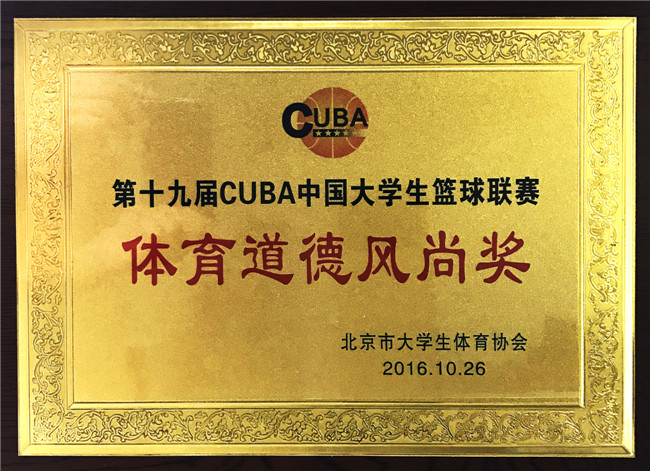 CUBA
第十九届CUBA中国大学生篮球联赛
体育道德风尚奖
北京市大学生体育协会
2016.10.26